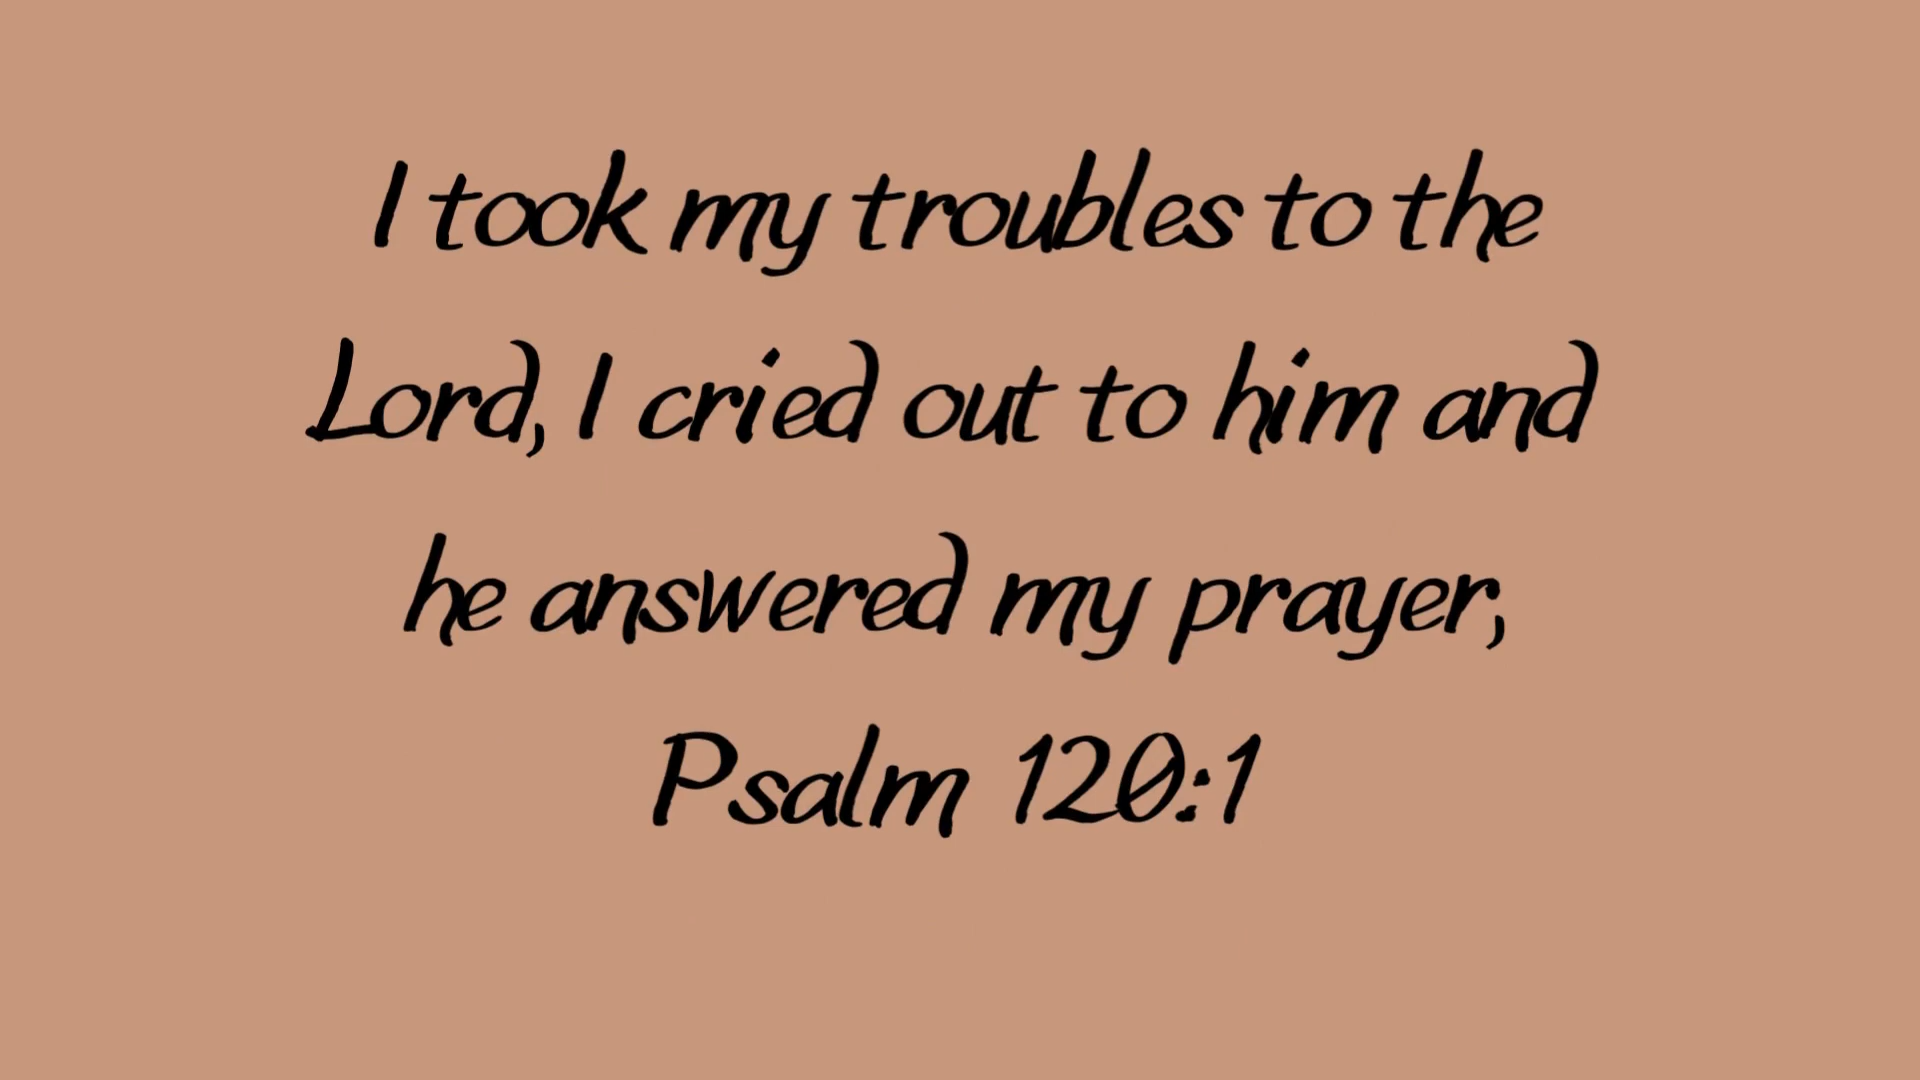 I took my troubles to the
Lord, I cried out to him and
he answered my prayer,
Psalm 120:1